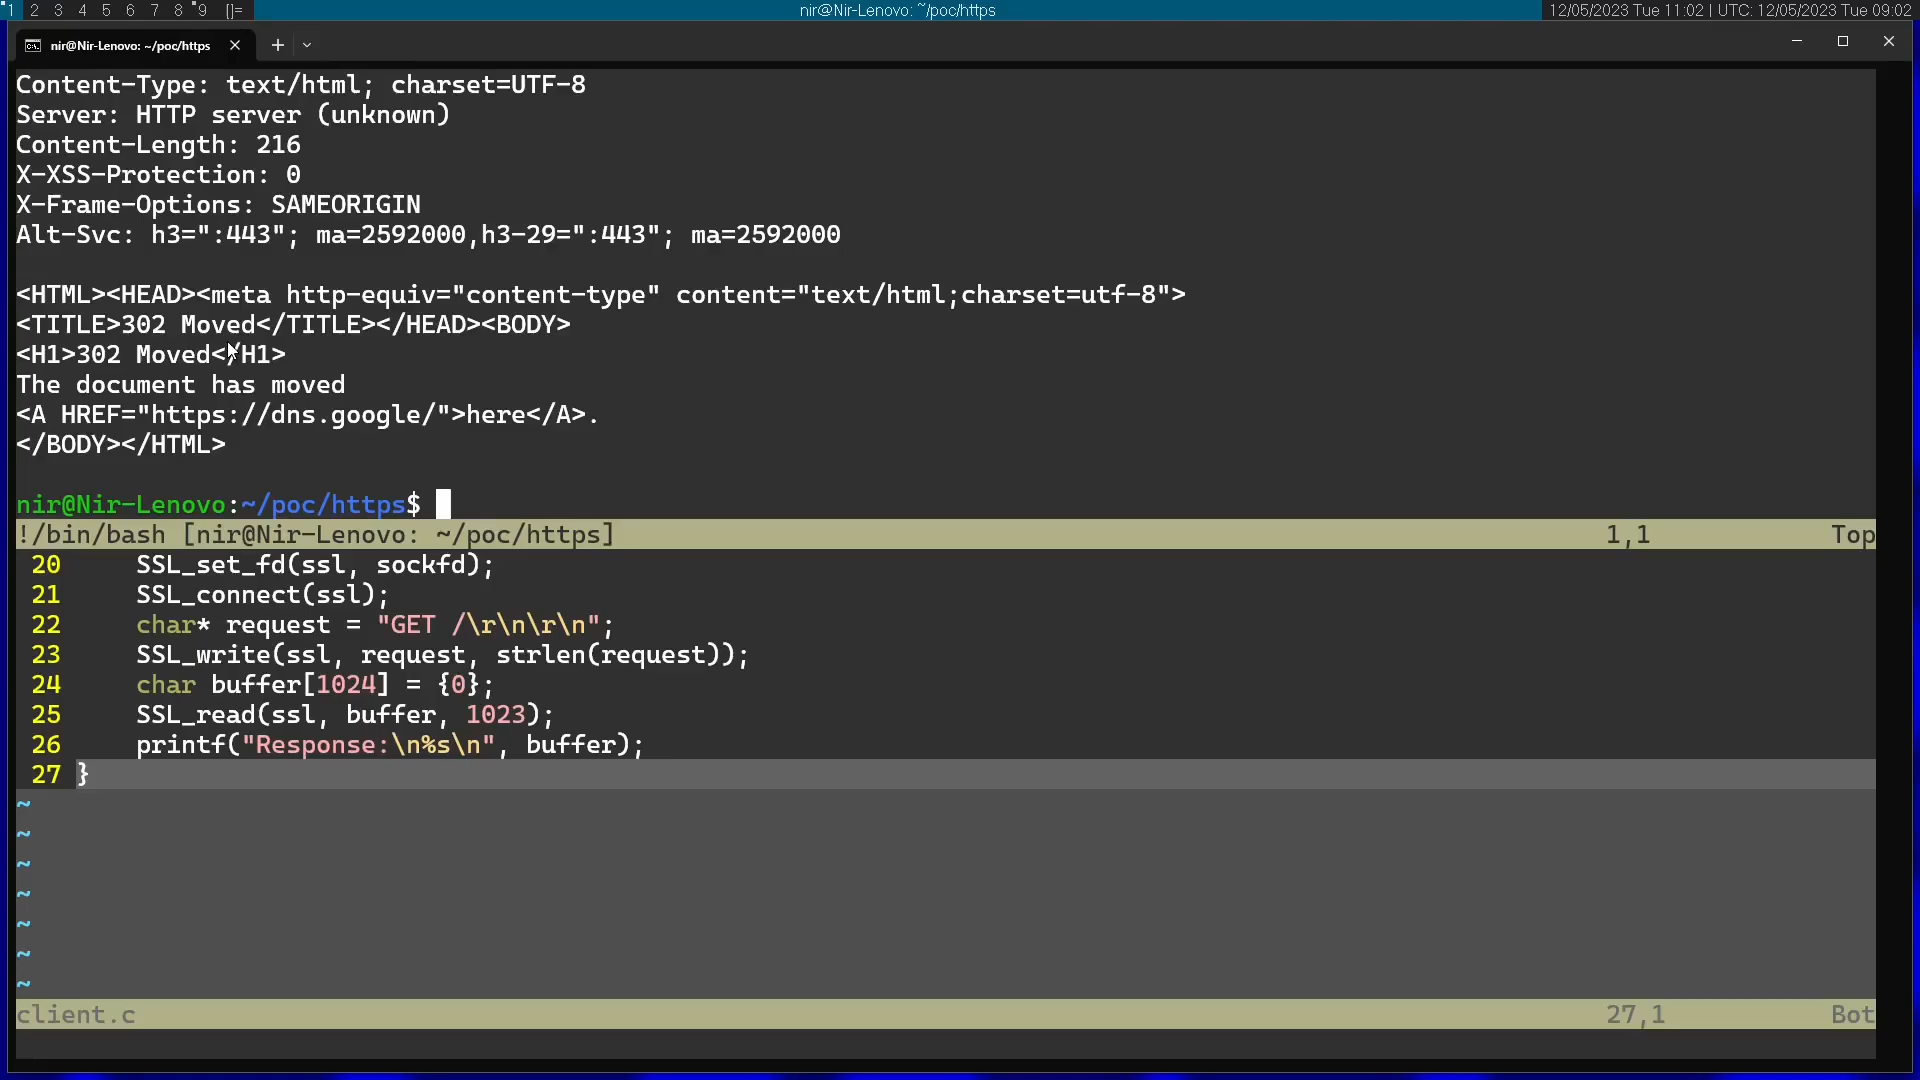 1 2 3 4 5 6 7 8 9 []= nir@Nir-Lenovo: ~/poc/https 12/05/2023 Tue 11:02 | UTC: 12/05/2023 Tue 09:02
nir@Nir-Lenovo: ~/poc/https
Content-Type: text/html; charset=UTF-8
Server: HTTP server (unknown)
Content-Length: 216
X-XSS-Protection: 0
X-Frame-Options: SAMEORIGIN
Alt-Svc: h3=":443"; ma=2592000,h3-29=":443"; ma=2592000
<HTML><HEAD><meta http-equiv="content-type" content="text/html;charset=utf-8">
<TITLE>302 Moved</TITLE></HEAD><BODY>
<H1>302 Moved</H1>
The document has moved
<A HREF="https://dns.google/">here</A>.
</BODY></HTML>
nir@Nir-Lenovo:~/poc/https$
!/bin/bash [nir@Nir-Lenovo: ~/poc/https] 1,1 Top
20 SSL_set_fd(ssl, sockfd);
21 SSL_connect(ssl);
22 char* request = "GET /\r\n\r\n";
23 SSL_write(ssl, request, strlen(request));
24 char buffer[1024] = {0};
25 SSL_read(ssl, buffer, 1023);
26 printf("Response:\n%s\n", buffer);
27 }
~
~
~
~
~
~
~
client.c 27,1 Bot